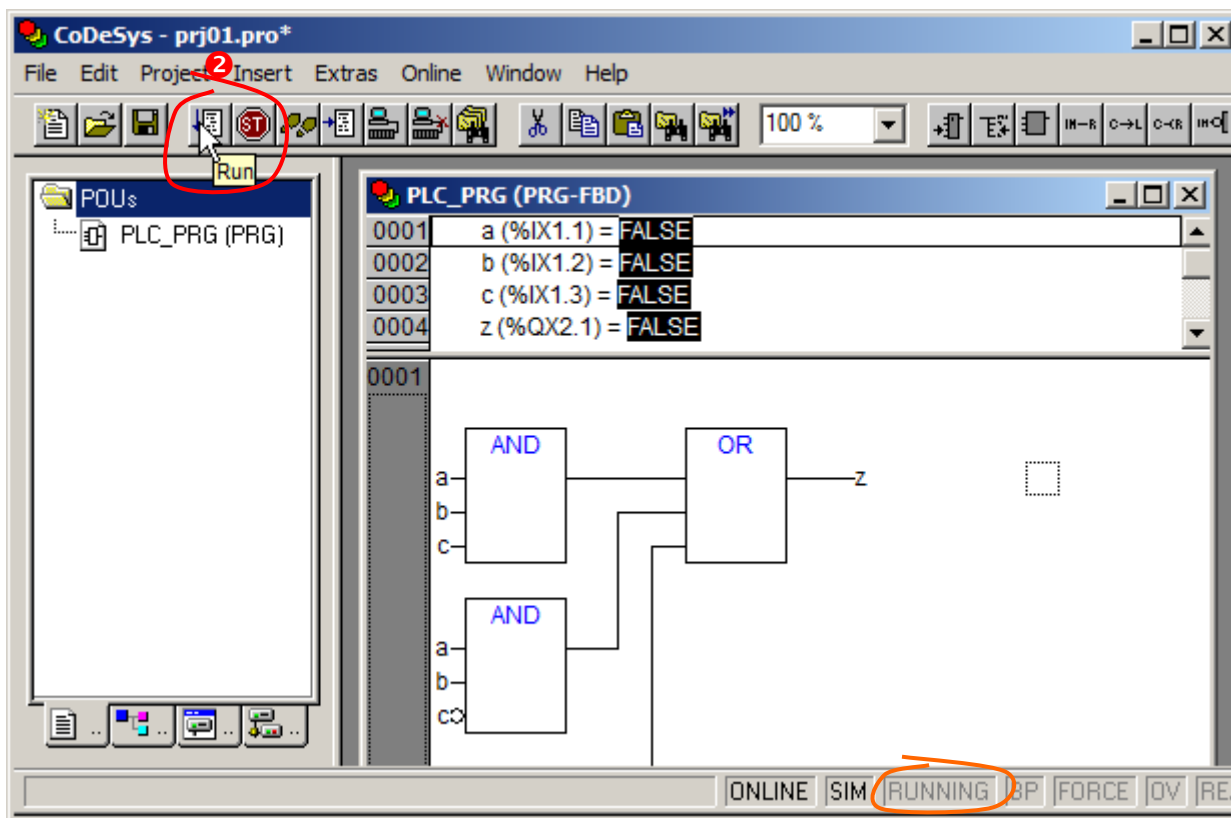 CoDeSys - prj01.pro*
File Edit Project Insert Extras Online Window Help
2
ST
100 %
IN-R C→L C-<R
Run
POUs
PLC_PRG (PRG)
PLC_PRG (PRG-FBD)
0001 a (%IX1.1) = FALSE
0002 b (%IX1.2) = FALSE
0003 c (%IX1.3) = FALSE
0004 z (%QX2.1) = FALSE
0001
AND OR
a z
b
c
AND
a
b
c
.. .. .. ..
ONLINE SIM RUNNING BP FORCE OV